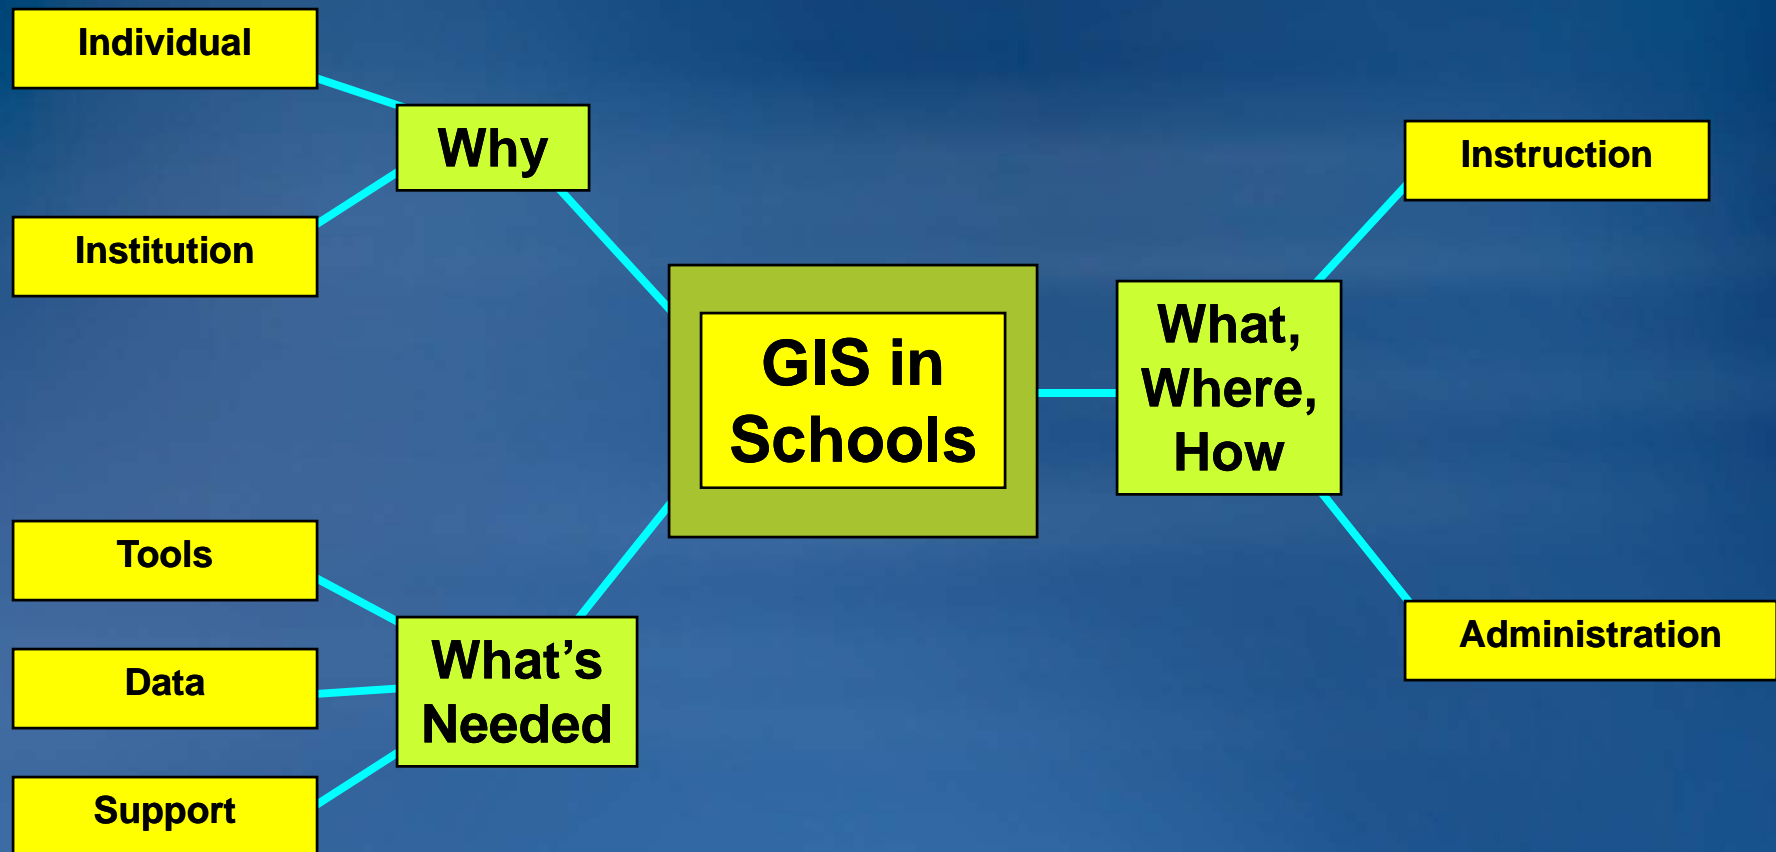 Individual
Why
Institution
GIS in
Schools
What,
Where,
How
Instruction
Administration
Tools
Data
Support
What’s
Needed